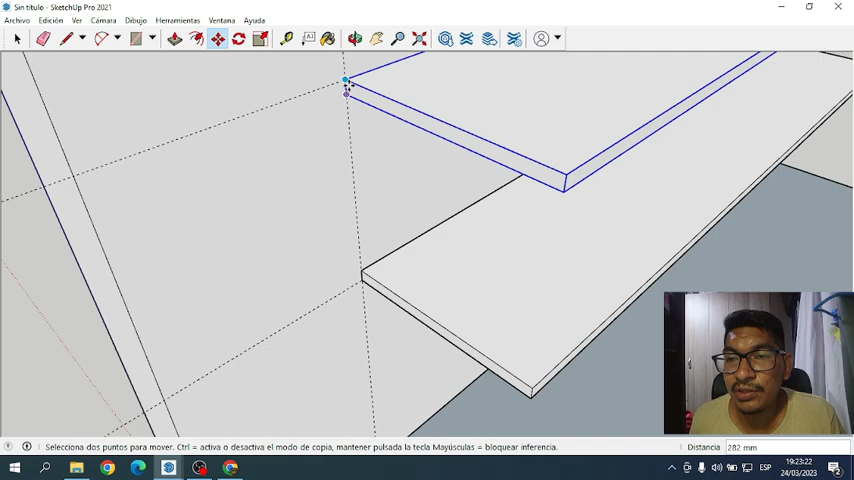 Sin título - SketchUp Pro 2021
Archivo Edición Ver Cámara Dibujo Herramientas Ventana Ayuda
A1
Selecciona dos puntos para mover. Ctrl = activa o desactiva el modo de copia, mantener pulsada la tecla Mayúsculas = bloquear inferencia.
Distancia 282 mm
ESP
19:23:22
24/03/2023
2